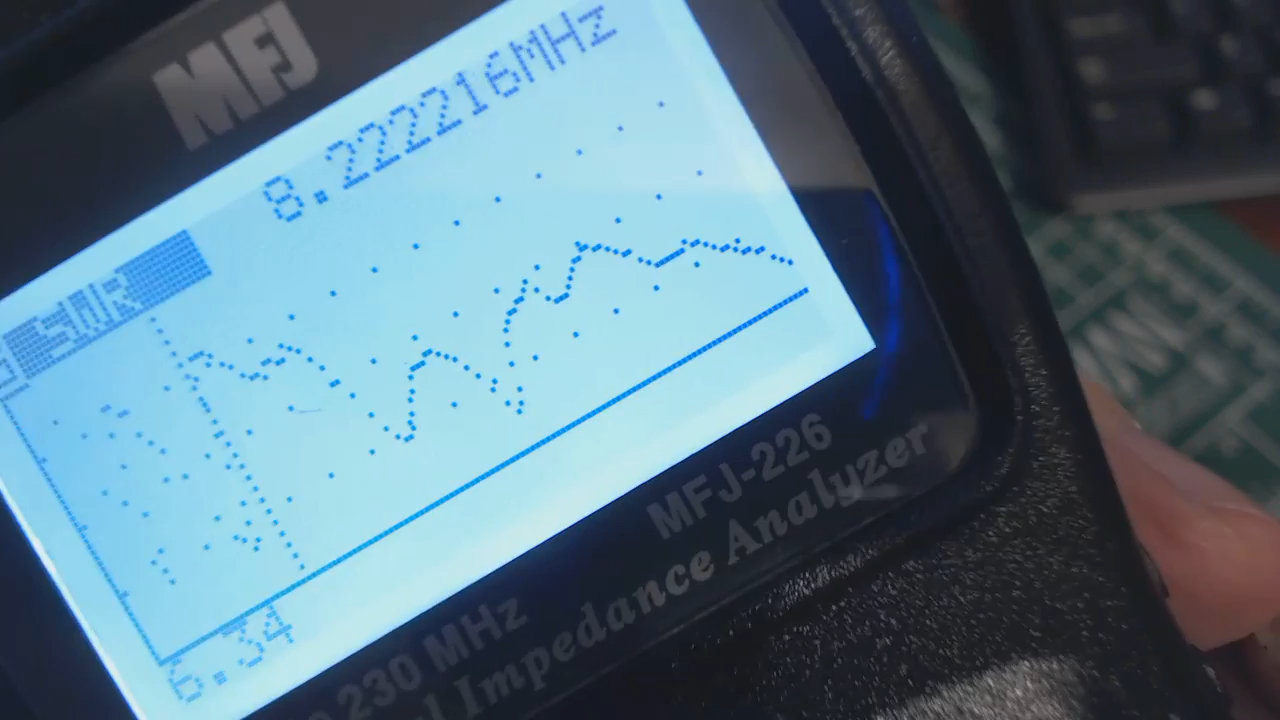 MFJ
8.222216MHz
SWR
6.34
MFJ-226
230 MHz
Impedance Analyzer